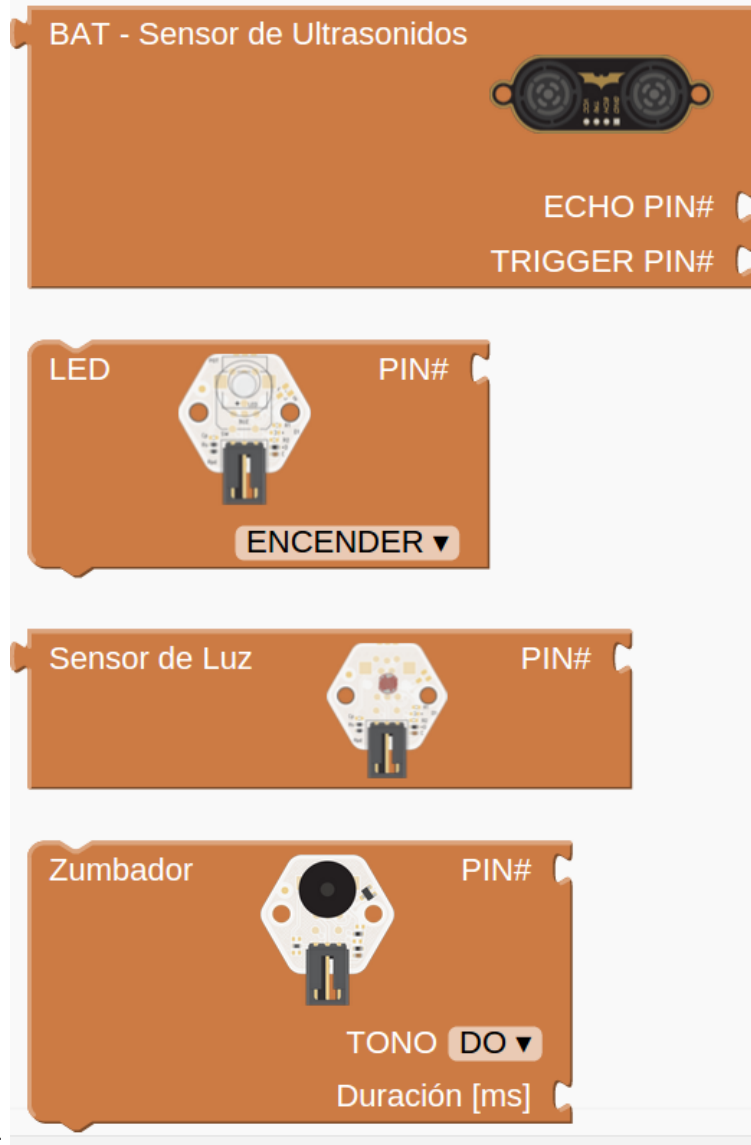 BAT - Sensor de Ultrasonidos
ECHO PIN#
TRIGGER PIN#
LED PIN#
ENCENDER ▾
Sensor de Luz PIN#
Zumbador PIN#
TONO DO ▾
Duración [ms]